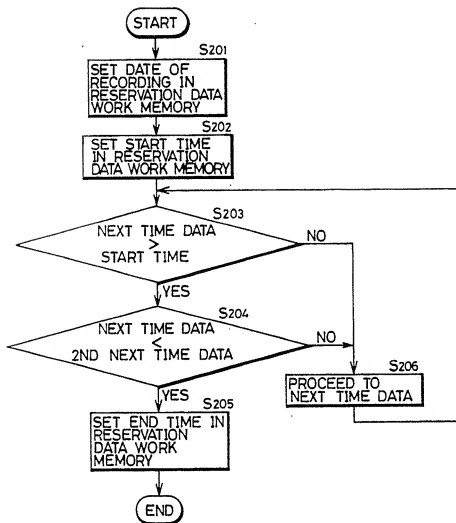 START
S201
SET DATE OF
RECORDING IN
RESERVATION DATA
WORK MEMORY
S202
SET START TIME
IN RESERVATION
DATA WORK MEMORY
S203
NEXT TIME DATA
>
START TIME
NO
YES
S204
NEXT TIME DATA
<
2ND NEXT TIME DATA
NO
YES
S206
PROCEED TO
NEXT TIME DATA
S205
SET END TIME IN
RESERVATION
DATA WORK
MEMORY
END